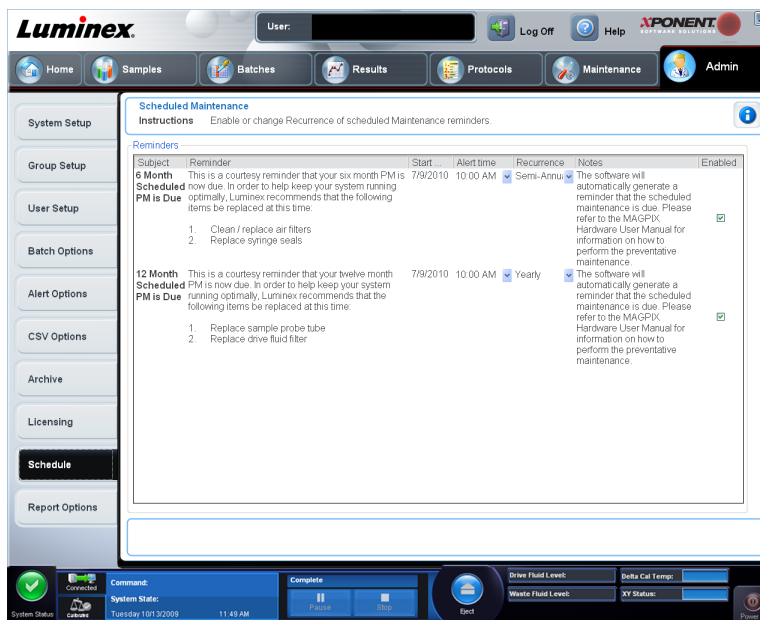 Luminex.
User:
Log Off
Help
XPONENT.
SOFTWARE SOLUTIONS
Home
Samples
Batches
Results
Protocols
Maintenance
Admin
System Setup
Group Setup
User Setup
Batch Options
Alert Options
CSV Options
Archive
Licensing
Schedule
Report Options
Scheduled Maintenance
Instructions Enable or change Recurrence of scheduled Maintenance reminders.
Reminders
Subject Reminder Start ... Alert time Recurrence Notes Enabled
6 Month Scheduled PM is Due
This is a courtesy reminder that your six month PM is
now due. In order to help keep your system running
optimally, Luminex recommends that the following
items be replaced at this time:
1. Clean / replace air filters
2. Replace syringe seals
7/9/2010 10:00 AM Semi-Annu
The software will
automatically generate a
reminder that the scheduled
maintenance is due. Please
refer to the MAGPIX
Hardware User Manual for
information on how to
perform the preventative
maintenance.
12 Month Scheduled PM is Due
This is a courtesy reminder that your twelve month
PM is now due. In order to help keep your system
running optimally, Luminex recommends that the
following items be replaced at this time:
1. Replace sample probe tube
2. Replace drive fluid filter
7/9/2010 10:00 AM Yearly
The software will
automatically generate a
reminder that the scheduled
maintenance is due. Please
refer to the MAGPIX
Hardware User Manual for
information on how to
perform the preventative
maintenance.
System Status
Connected
Calibrate
Command:
System State:
Tuesday 10/13/2009 11:49 AM
Complete
Pause
Stop
Eject
Drive Fluid Level:
Waste Fluid Level:
Delta Cal Temp:
XY Status:
Power